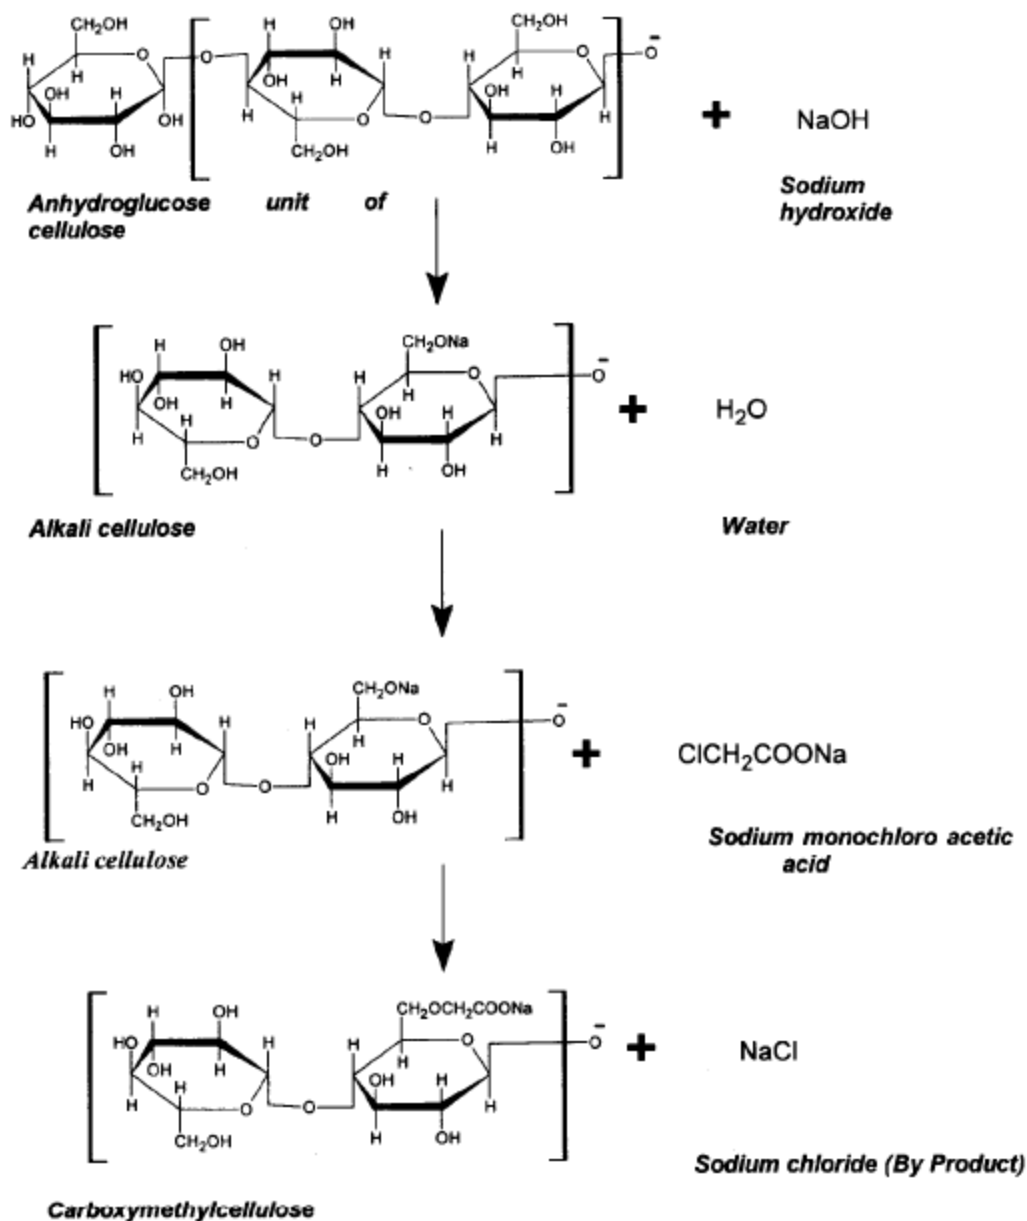 CH₂OH H OH CH₂OH
H O O H O⁻
H H
OH H OH H OH H
HO OH H O O H H
H OH CH₂OH H OH
+ NaOH
Anhydroglucose unit of
cellulose
Sodium
hydroxide
H OH CH₂ONa
HO H H O O⁻
OH H H OH H
H H O O H
CH₂OH H OH
+ H₂O
Alkali cellulose
Water
H OH CH₂ONa
HO H H O O⁻
OH H H OH H
H H O O H
CH₂OH H OH
+ ClCH₂COONa
Alkali cellulose
Sodium monochloro acetic
acid
H OH CH₂OCH₂COONa
HO H H O O⁻
OH H H OH H
H H O O H
CH₂OH H OH
+ NaCl
Sodium chloride (By Product)
Carboxymethylcellulose